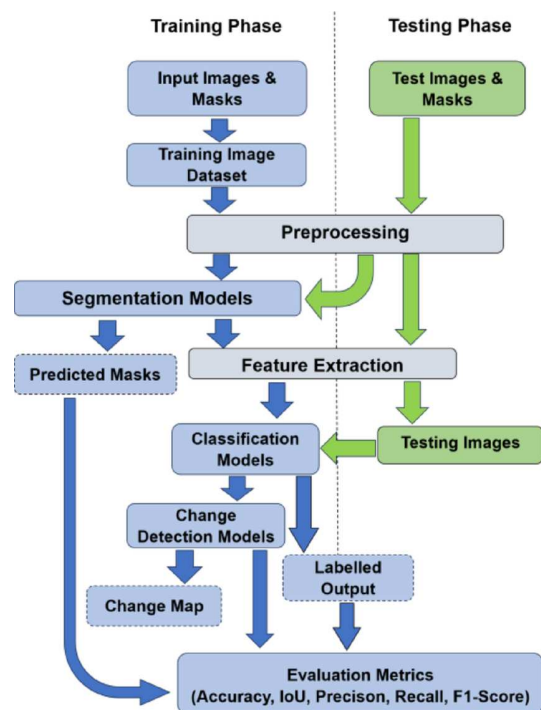 Training Phase
Testing Phase
Input Images &
Masks
Test Images &
Masks
Training Image
Dataset
Preprocessing
Segmentation Models
Predicted Masks
Feature Extraction
Classification
Models
Testing Images
Change
Detection Models
Labelled
Output
Change Map
Evaluation Metrics
(Accuracy, IoU, Precison, Recall, F1-Score)